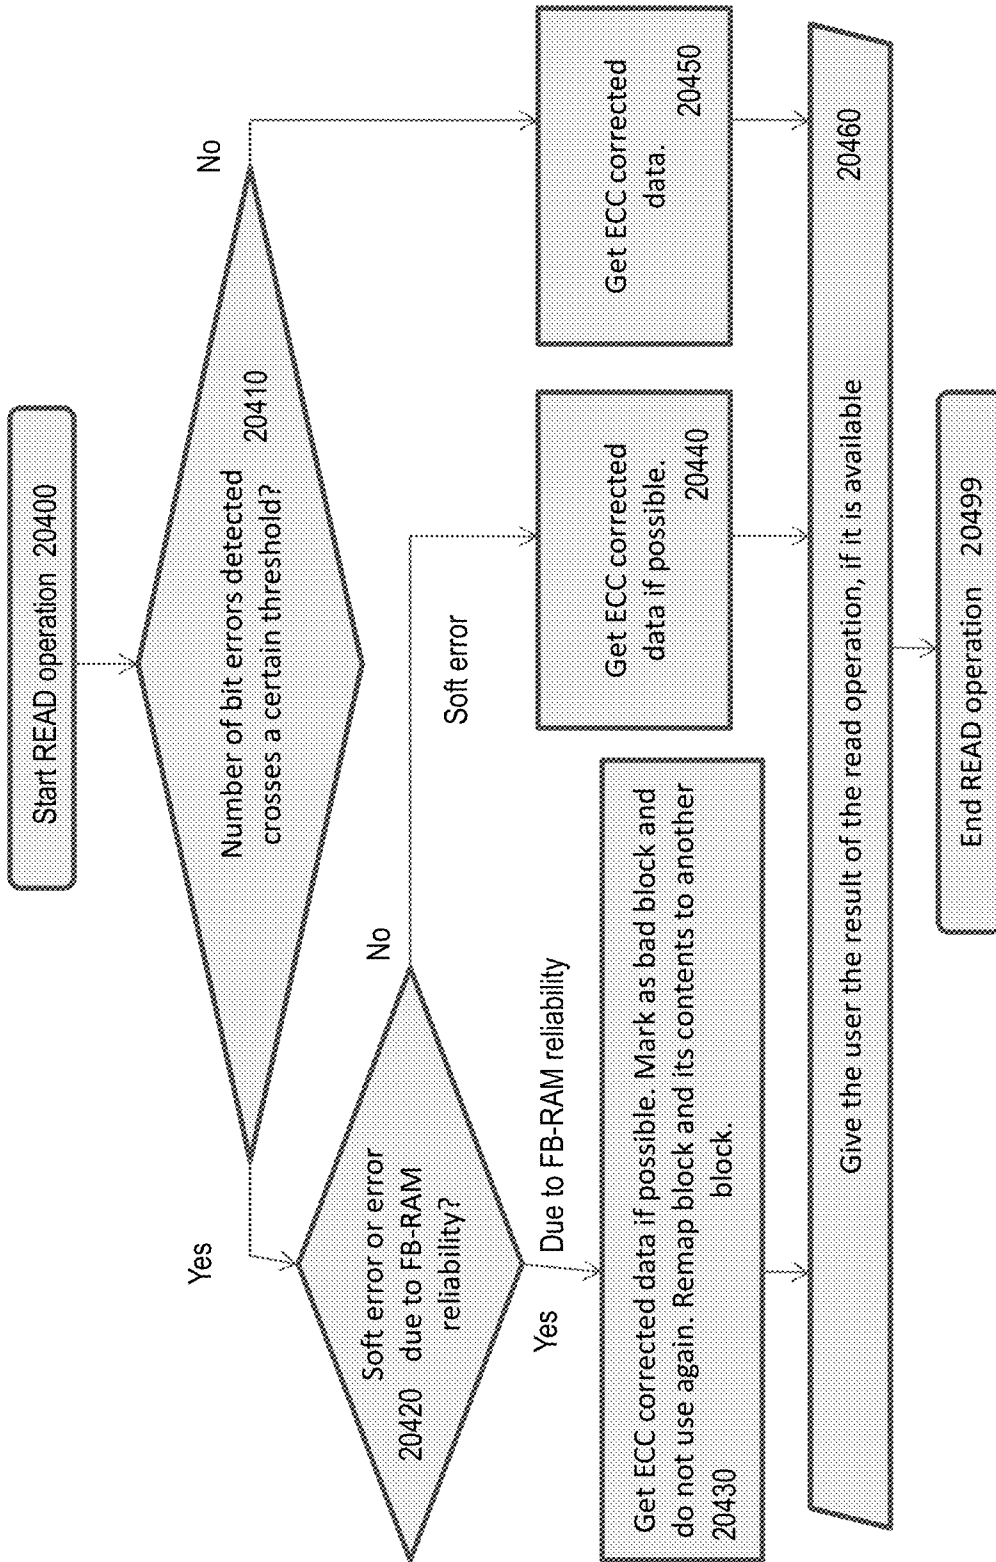 Start READ operation 20400
Number of bit errors detected
crosses a certain threshold?
20410
Yes
No
Soft error or error
20420 due to FB-RAM
reliability?
No
Soft error
Yes
Due to FB-RAM reliability
Get ECC corrected data if possible. Mark as bad block and
do not use again. Remap block and its contents to another
block.
20430
Get ECC corrected
data if possible.
20440
Get ECC corrected
data.
20450
Give the user the result of the read operation, if it is available
20460
End READ operation 20499